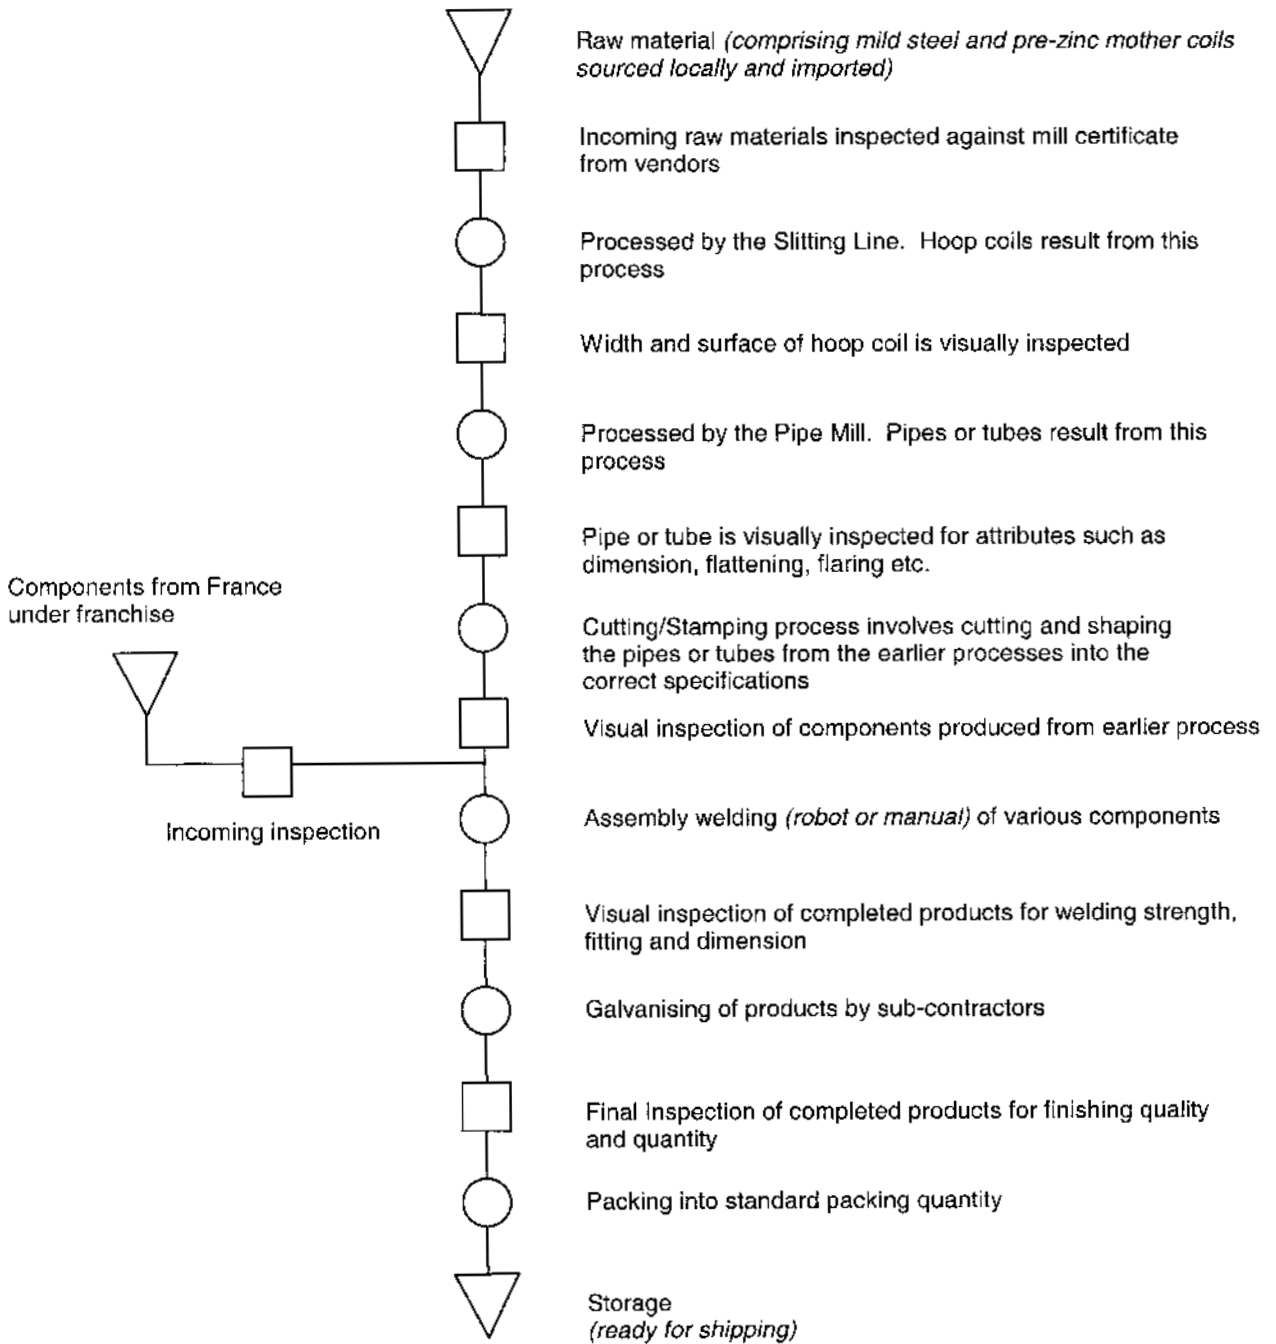 Raw material (comprising mild steel and pre-zinc mother coils
sourced locally and imported)
Incoming raw materials inspected against mill certificate
from vendors
Processed by the Slitting Line. Hoop coils result from this
process
Width and surface of hoop coil is visually inspected
Processed by the Pipe Mill. Pipes or tubes result from this
process
Pipe or tube is visually inspected for attributes such as
dimension, flattening, flaring etc.
Components from France
under franchise
Cutting/Stamping process involves cutting and shaping
the pipes or tubes from the earlier processes into the
correct specifications
Visual inspection of components produced from earlier process
Incoming inspection
Assembly welding (robot or manual) of various components
Visual inspection of completed products for welding strength,
fitting and dimension
Galvanising of products by sub-contractors
Final Inspection of completed products for finishing quality
and quantity
Packing into standard packing quantity
Storage
(ready for shipping)